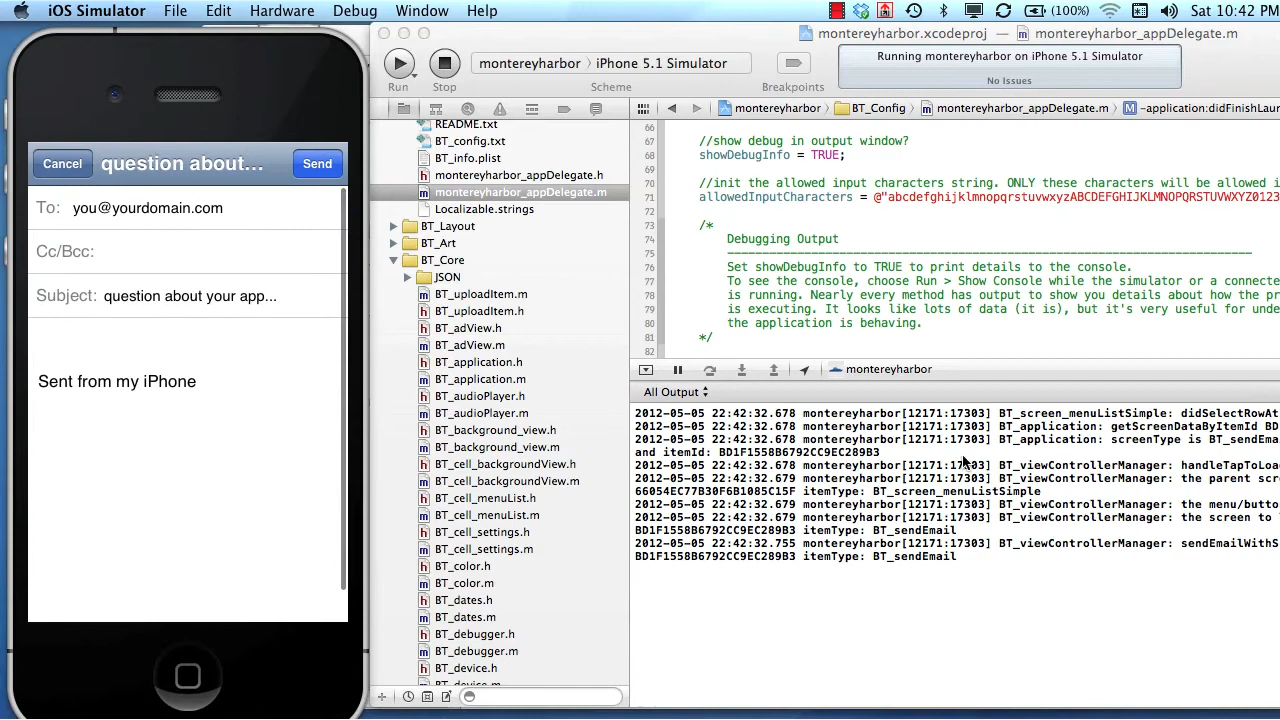 iOS Simulator File Edit Hardware Debug Window Help (100%) Sat 10:42 PM
Cancel question about... Send
To: you@yourdomain.com
Cc/Bcc:
Subject: question about your app...
Sent from my iPhone
montereyharbor.xcodeproj — montereyharbor_appDelegate.m
montereyharbor iPhone 5.1 Simulator
Running montereyharbor on iPhone 5.1 Simulator
No Issues
Run Stop Scheme Breakpoints
montereyharbor BT_Config montereyharbor_appDelegate.m -application:didFinishLau
README.txt
BT_config.txt
BT_info.plist
montereyharbor_appDelegate.h
montereyharbor_appDelegate.m
Localizable.strings
BT_Layout
BT_Art
BT_Core
JSON
BT_uploadItem.m
BT_uploadItem.h
BT_adView.h
BT_adView.m
BT_application.h
BT_application.m
BT_audioPlayer.h
BT_audioPlayer.m
BT_background_view.h
BT_background_view.m
BT_cell_backgroundView.h
BT_cell_backgroundView.m
BT_cell_menuList.h
BT_cell_menuList.m
BT_cell_settings.h
BT_cell_settings.m
BT_color.h
BT_color.m
BT_dates.h
BT_dates.m
BT_debugger.h
BT_debugger.m
BT_device.h
BT_device.m
66
67 //show debug in output window?
68 showDebugInfo = TRUE;
69
70 //init the allowed input characters string. ONLY these characters will be allowed i
71 allowedInputCharacters = @"abcdefghijklmnopqrstuvwxyzABCDEFGHIJKLMNOPQRSTUVWXYZ0123
72
73 /*
74 Debugging Output
75 --------------------------------------------------------------------------
76 Set showDebugInfo to TRUE to print details to the console.
77 To see the console, choose Run > Show Console while the simulator or a connecte
78 is running. Nearly every method has output to show you details about how the pr
79 is executing. It looks like lots of data (it is), but it's very useful for unde
80 the application is behaving.
81 */
82
montereyharbor
All Output
2012-05-05 22:42:32.678 montereyharbor[12171:17303] BT_screen_menuListSimple: didSelectRowAt
2012-05-05 22:42:32.678 montereyharbor[12171:17303] BT_application: getScreenDataByItemId BD
2012-05-05 22:42:32.678 montereyharbor[12171:17303] BT_application: screenType is BT_sendEma
and itemId: BD1F1558B6792CC9EC289B3
2012-05-05 22:42:32.678 montereyharbor[12171:17303] BT_viewControllerManager: handleTapToLoa
2012-05-05 22:42:32.679 montereyharbor[12171:17303] BT_viewControllerManager: the parent scr
66054EC77B30F6B1085C15F itemType: BT_screen_menuListSimple
2012-05-05 22:42:32.679 montereyharbor[12171:17303] BT_viewControllerManager: the menu/butto
2012-05-05 22:42:32.679 montereyharbor[12171:17303] BT_viewControllerManager: the screen to
BD1F1558B6792CC9EC289B3 itemType: BT_sendEmail
2012-05-05 22:42:32.755 montereyharbor[12171:17303] BT_viewControllerManager: sendEmailWithS
BD1F1558B6792CC9EC289B3 itemType: BT_sendEmail